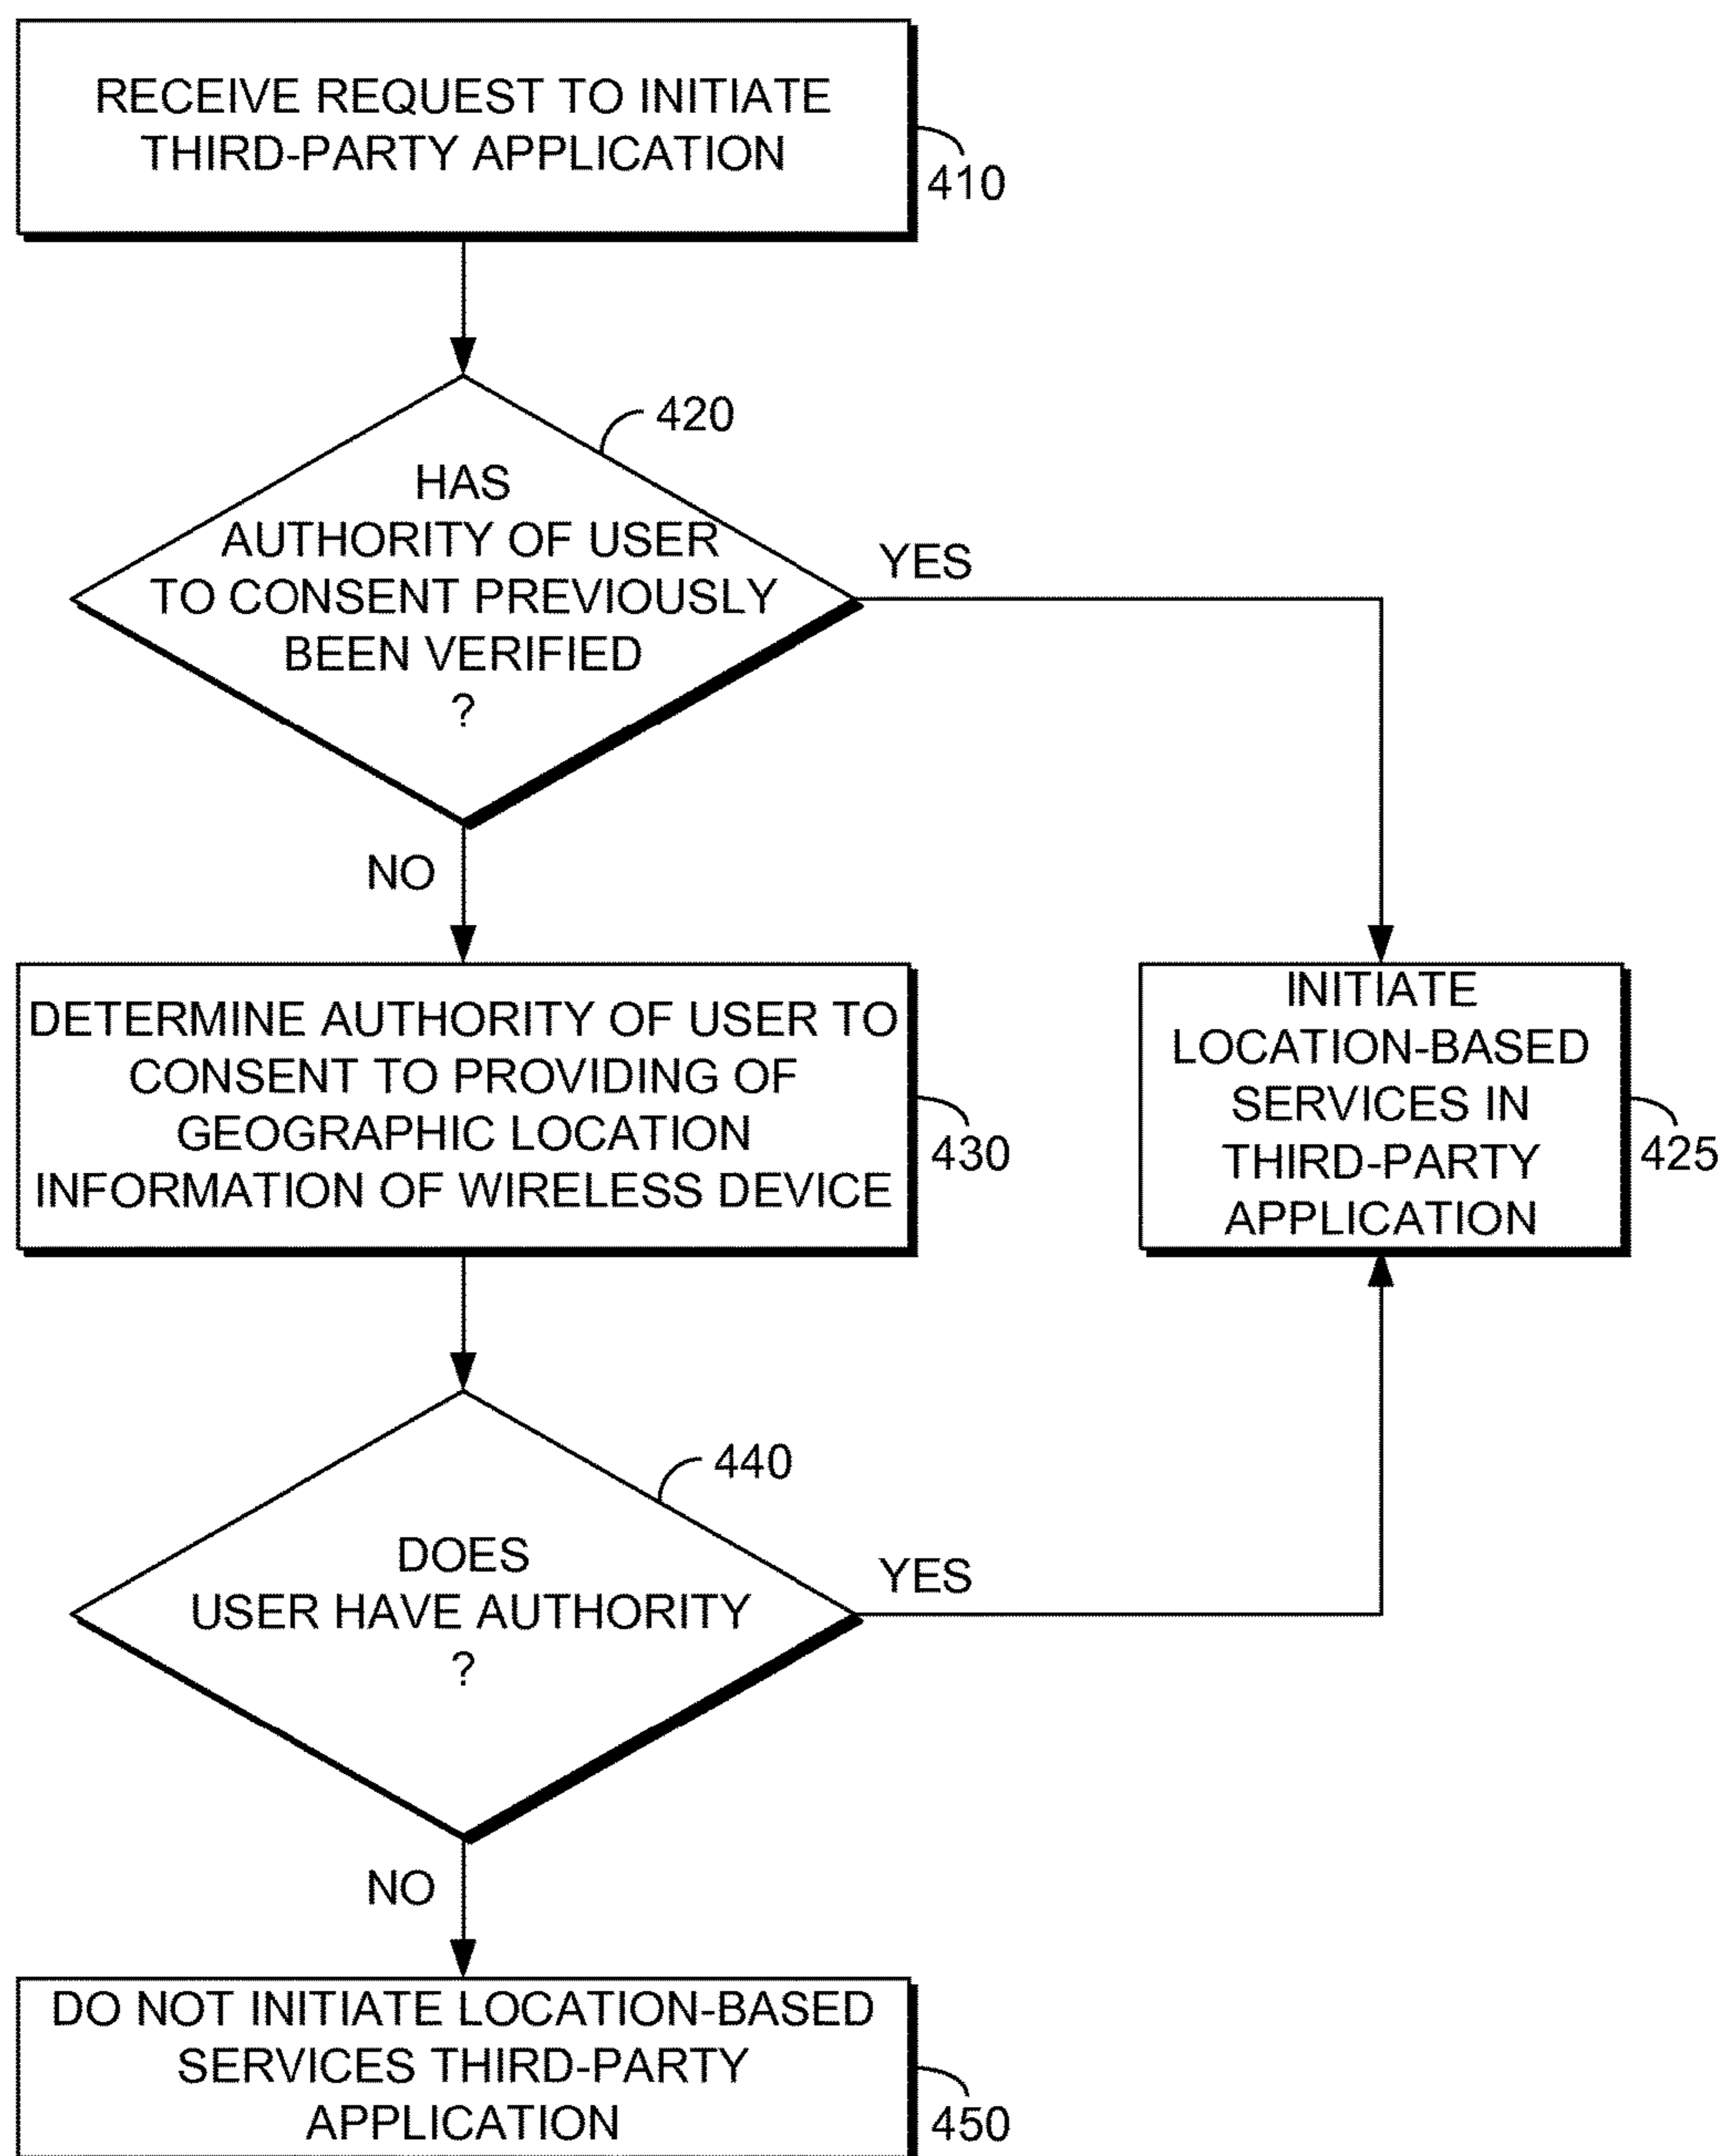 RECEIVE REQUEST TO INITIATE
THIRD-PARTY APPLICATION
410
420
HAS
AUTHORITY OF USER
TO CONSENT PREVIOUSLY
BEEN VERIFIED
?
YES
NO
DETERMINE AUTHORITY OF USER TO
CONSENT TO PROVIDING OF
GEOGRAPHIC LOCATION
INFORMATION OF WIRELESS DEVICE
430
INITIATE
LOCATION-BASED
SERVICES IN
THIRD-PARTY
APPLICATION
425
440
DOES
USER HAVE AUTHORITY
?
YES
NO
DO NOT INITIATE LOCATION-BASED
SERVICES THIRD-PARTY
APPLICATION
450